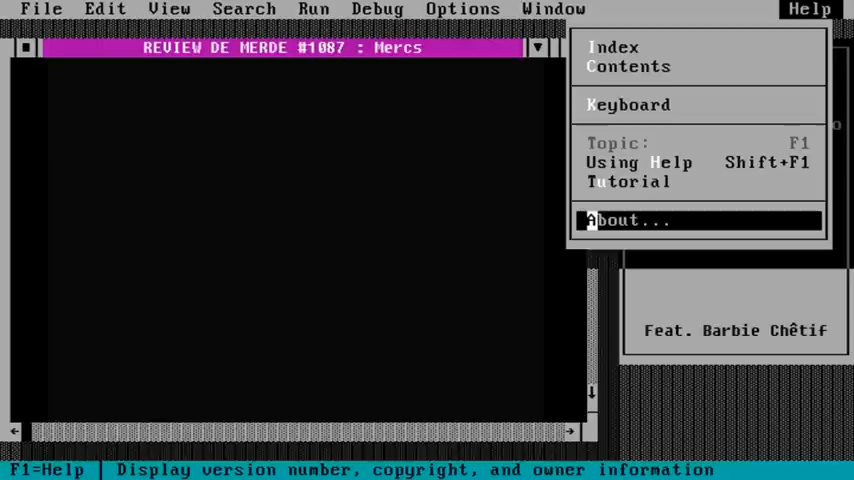 File Edit View Search Run Debug Options Window Help
REVIEW DE MERDE #1087 : Mercs
Index
Contents
Keyboard
Topic: F1
Using Help Shift+F1
Tutorial
About...
o
Feat. Barbie Chêtif
F1=Help | Display version number, copyright, and owner information